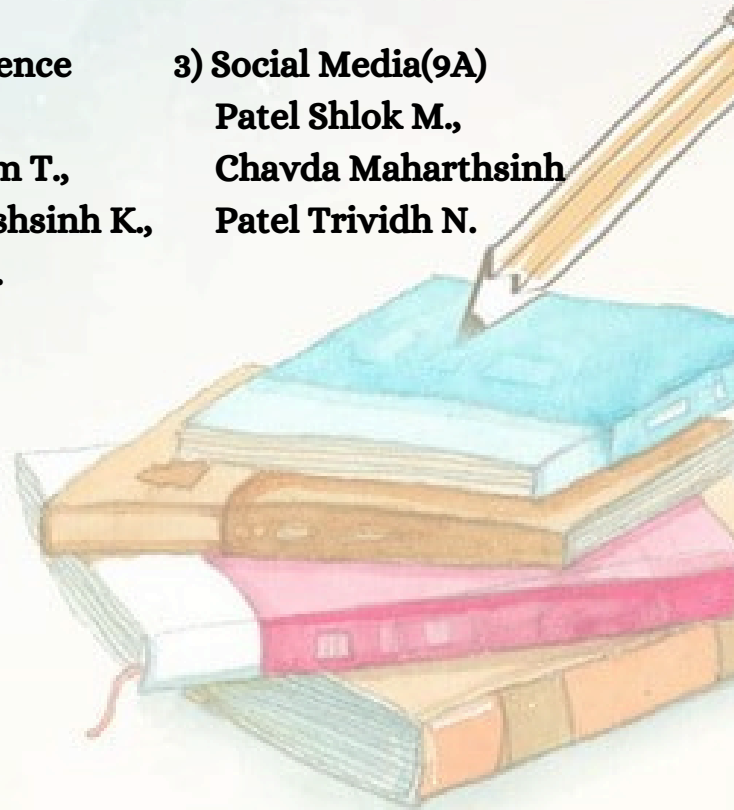 ence
3) Social Media(9A)
Patel Shlok M.,
m T.,
Chavda Maharthsinh
shsinh K.,
Patel Trividh N.
.